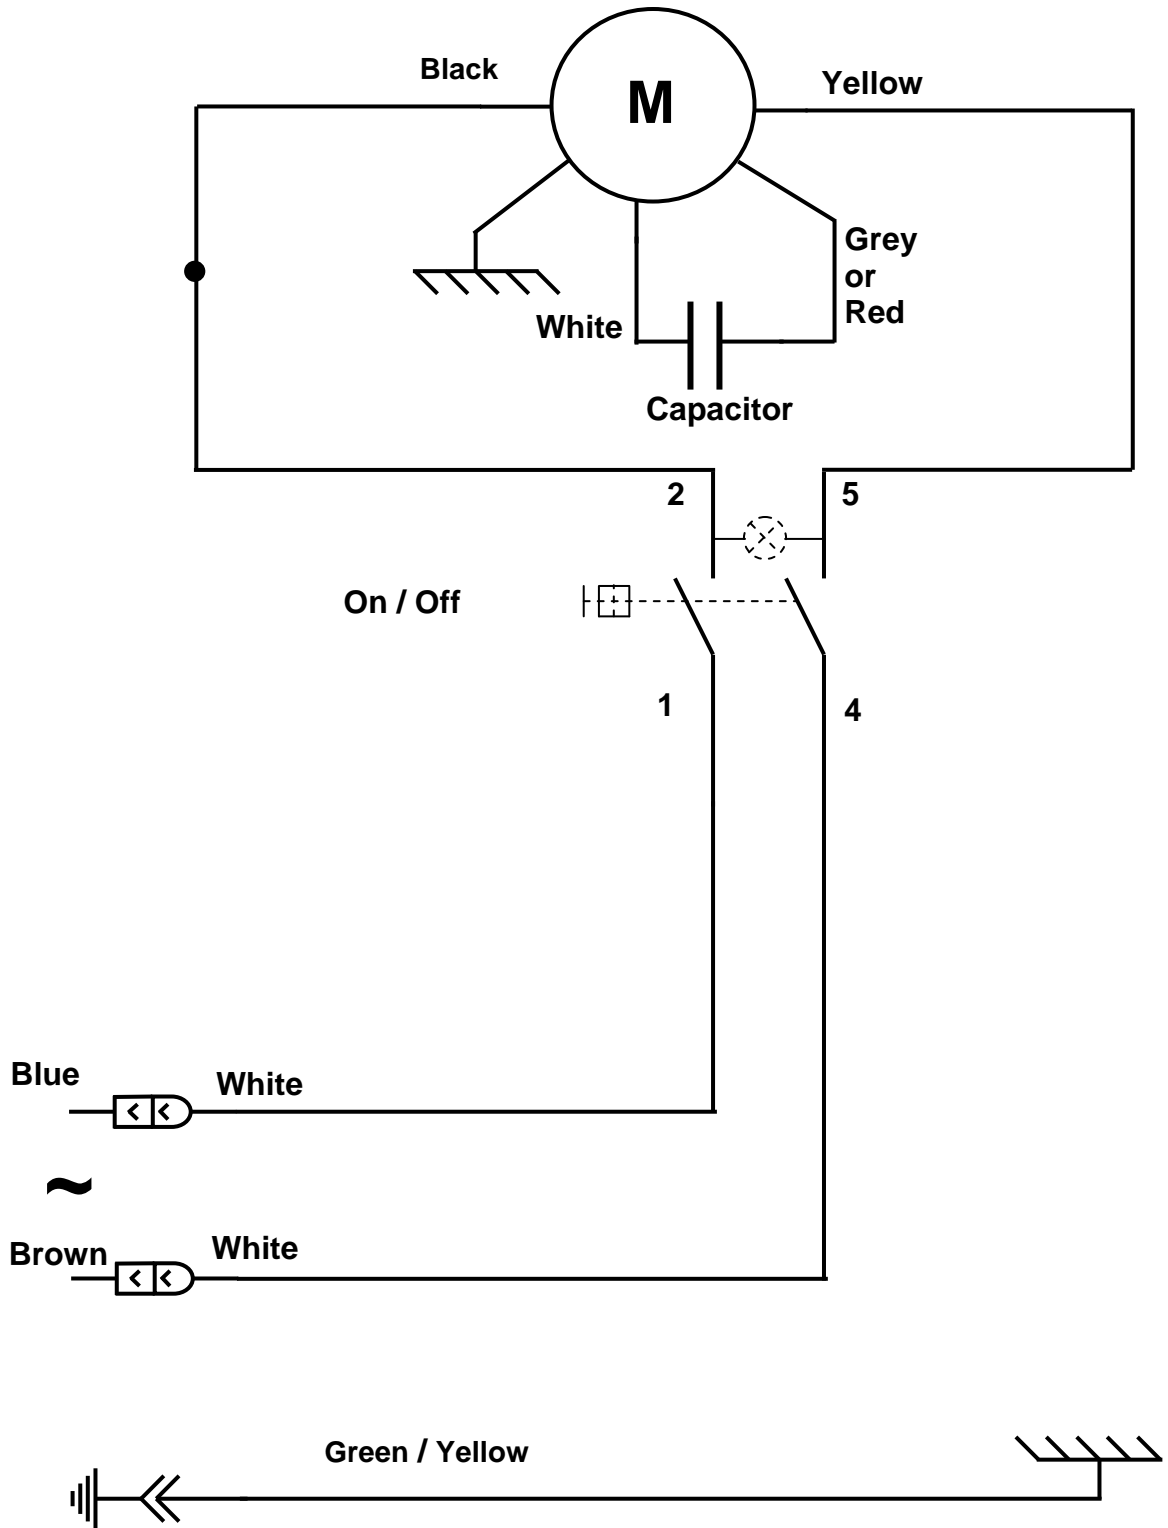 Black
M
Yellow
Grey
or
Red
White
Capacitor
2
5
On / Off
1
4
Blue
White
~
Brown
White
Green / Yellow